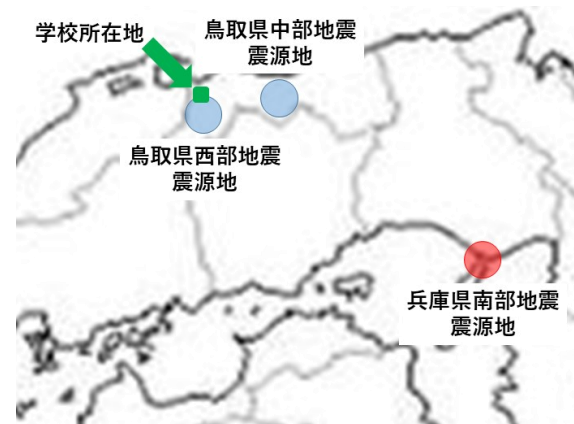 学校所在地
鳥取県中部地震
震源地
鳥取県西部地震
震源地
兵庫県南部地震
震源地